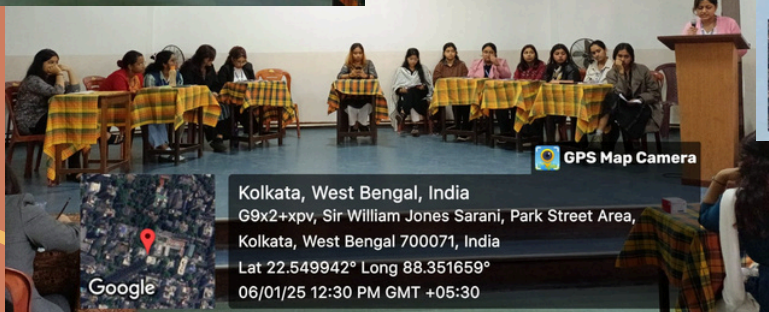 GPS Map Camera
Kolkata, West Bengal, India
G9x2+xpv, Sir William Jones Sarani, Park Street Area,
Kolkata, West Bengal 700071, India
Lat 22.549942° Long 88.351659°
06/01/25 12:30 PM GMT +05:30
Google